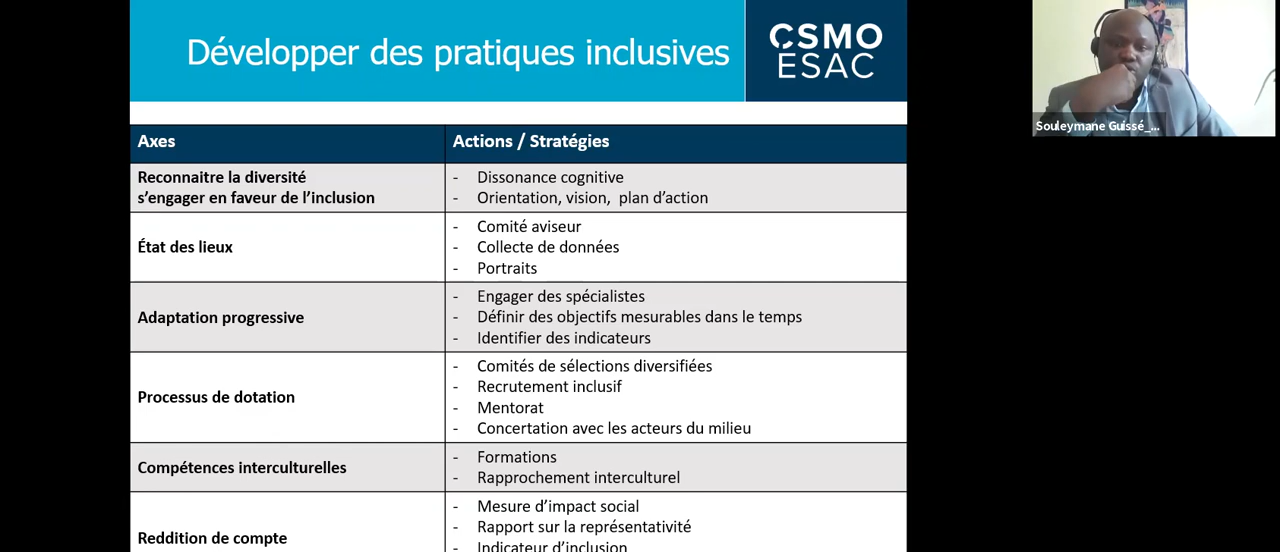 Développer des pratiques inclusives
CSMO
ÉSAC
Souleymane Guissé_...
Axes
Actions / Stratégies
Reconnaitre la diversité
s'engager en faveur de l'inclusion
- Dissonance cognitive
- Orientation, vision, plan d'action
État des lieux
- Comité aviseur
- Collecte de données
- Portraits
Adaptation progressive
- Engager des spécialistes
- Définir des objectifs mesurables dans le temps
- Identifier des indicateurs
Processus de dotation
- Comités de sélections diversifiées
- Recrutement inclusif
- Mentorat
- Concertation avec les acteurs du milieu
Compétences interculturelles
- Formations
- Rapprochement interculturel
Reddition de compte
- Mesure d'impact social
- Rapport sur la représentativité
- Indicateur d'inclusion